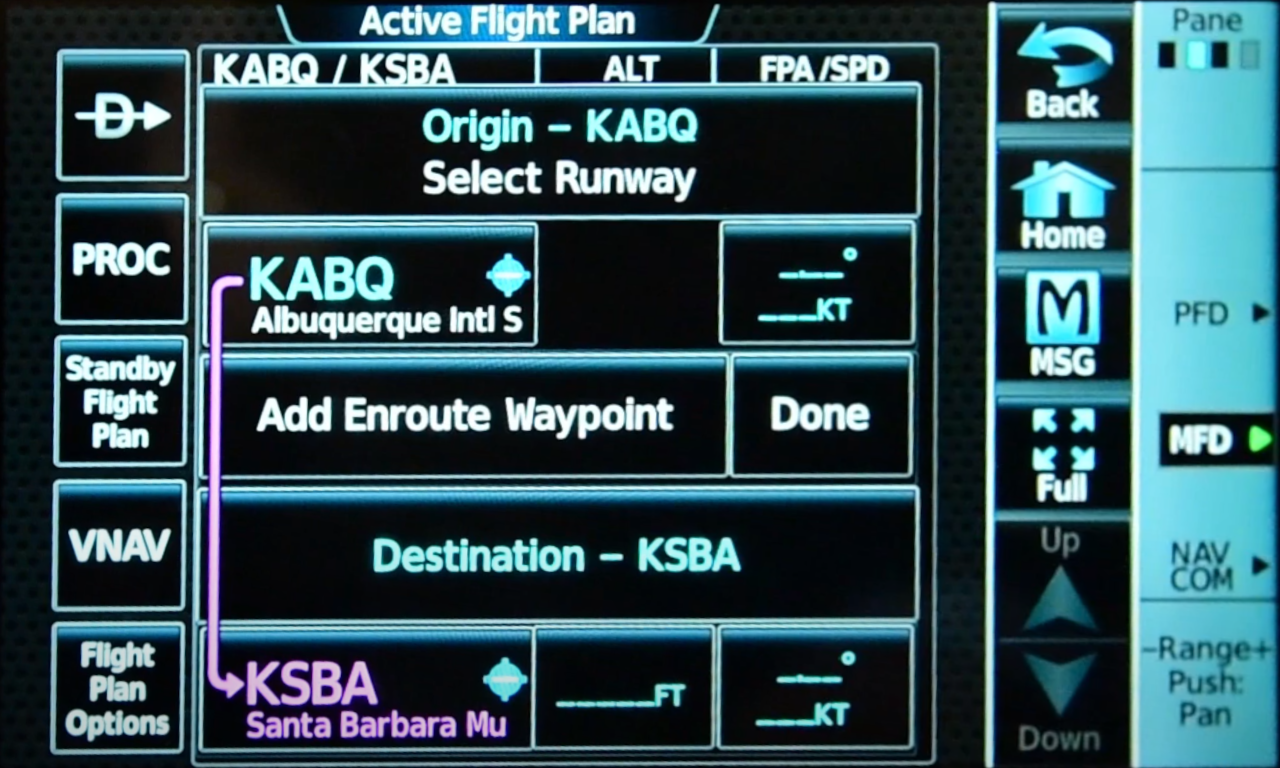 Active Flight Plan
KABQ / KSBA ALT FPA/SPD
Origin – KABQ
Select Runway
D
PROC
Standby
Flight
Plan
VNAV
Flight
Plan
Options
KABQ
Albuquerque Intl S
__.__°
___KT
Add Enroute Waypoint
Done
Destination – KSBA
KSBA
Santa Barbara Mu
_____FT
__.__°
___KT
Back
Home
MSG
Full
Up
Down
Pane
PFD
MFD
NAV
COM
–Range+
Push:
Pan